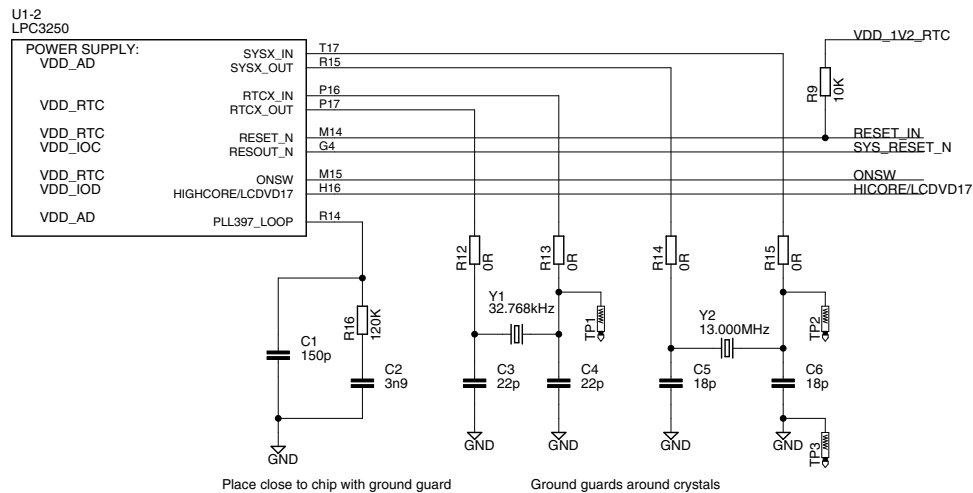 U1-2
LPC3250
POWER SUPPLY:
VDD_AD
SYSX_IN
T17
SYSX_OUT
R15
VDD_1V2_RTC
R9
10K
RTCX_IN
P16
VDD_RTC
RTCX_OUT
P17
VDD_RTC
RESET_N
M14
RESET_IN
VDD_IOC
RESOUT_N
G4
SYS_RESET_N
VDD_RTC
ONSW
M15
ONSW
VDD_IOD
HIGHCORE/LCDVD17
H16
HICORE/LCDVD17
VDD_AD
PLL397_LOOP
R14
R12
0R
R13
0R
R14
0R
R15
0R
R16
120K
Y1
32.768kHz
TP1
Y2
13.000MHz
TP2
C1
150p
C2
3n9
C3
22p
C4
22p
C5
18p
C6
18p
TP3
GND
GND
GND
GND
GND
Place close to chip with ground guard
Ground guards around crystals